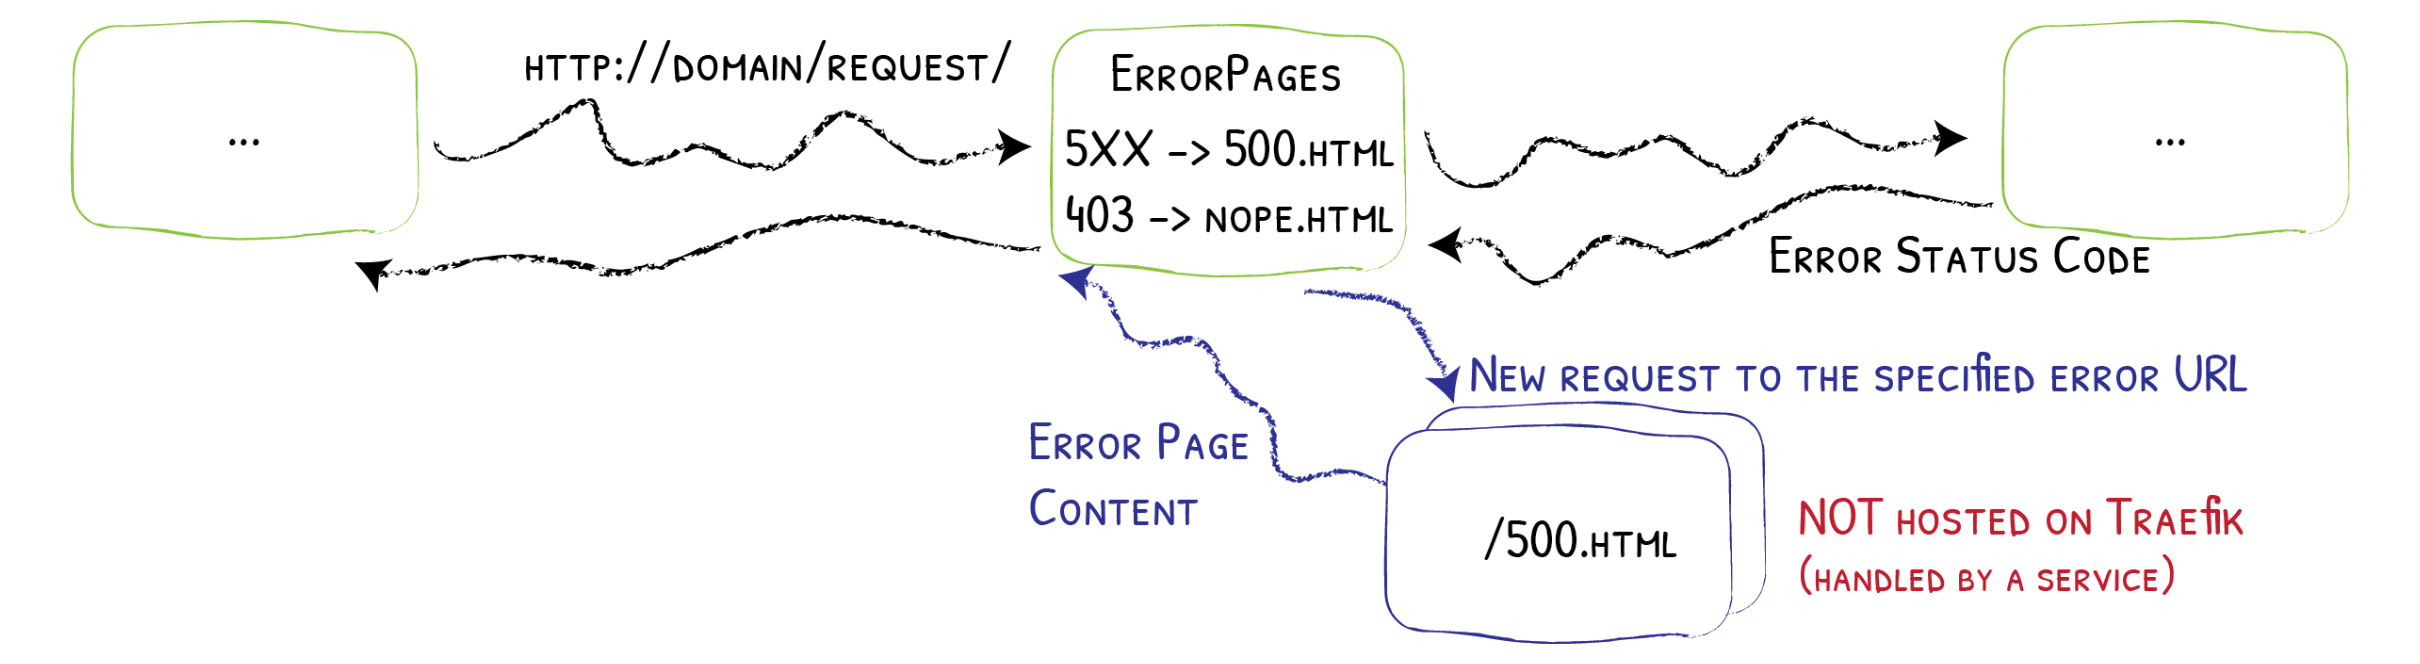 ...
HTTP://DOMAIN/REQUEST/
ERRORPAGES
5XX -> 500.HTML
403 -> NOPE.HTML
...
ERROR STATUS CODE
NEW REQUEST TO THE SPECIFIED ERROR URL
ERROR PAGE
CONTENT
/500.HTML
NOT HOSTED ON TRAEFIK
(HANDLED BY A SERVICE)